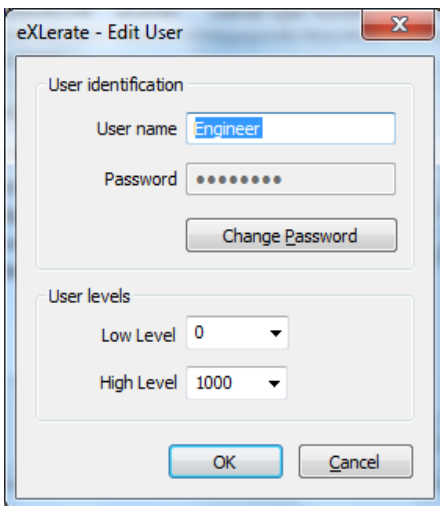 eXLerate - Edit User
User identification
User name Engineer
Password ●●●●●●●●
Change Password
User levels
Low Level 0
High Level 1000
OK Cancel